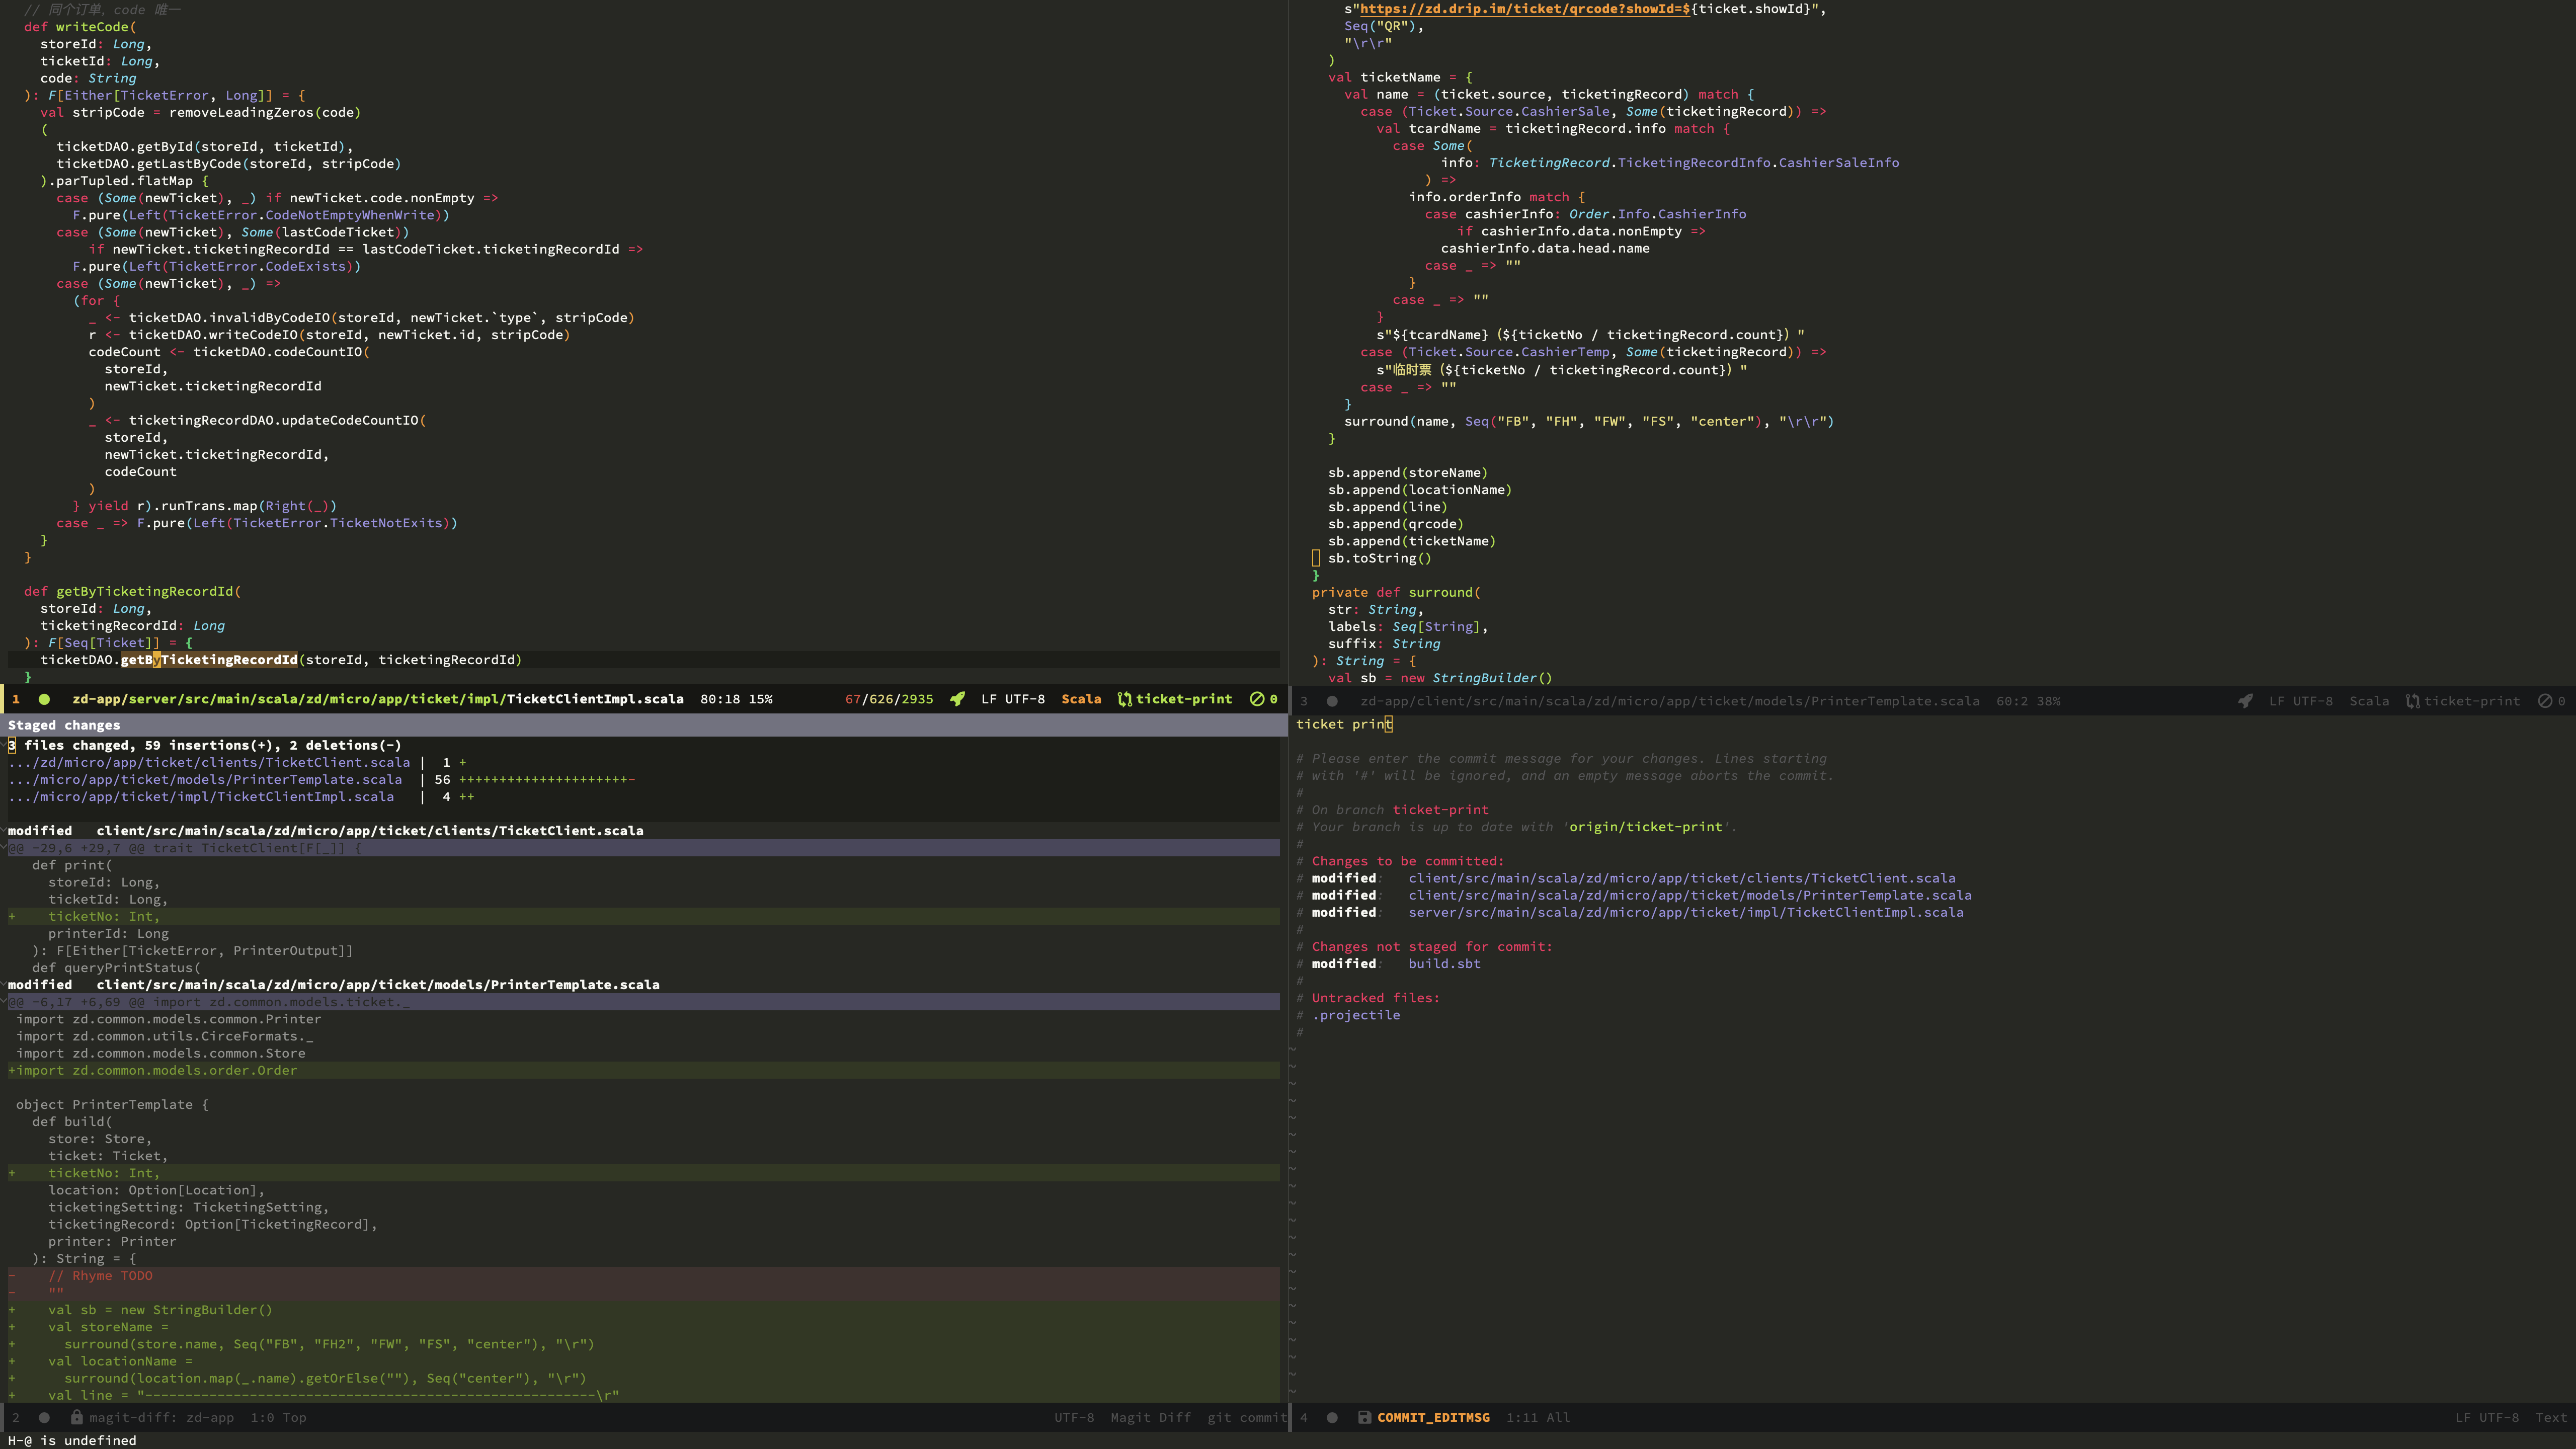 // 同个订单, code 唯一
def writeCode(
  storeId: Long,
  ticketId: Long,
  code: String
): F[Either[TicketError, Long]] = {
  val stripCode = removeLeadingZeros(code)
  (
    ticketDAO.getById(storeId, ticketId),
    ticketDAO.getLastByCode(storeId, stripCode)
  ).parTupled.flatMap {
    case (Some(newTicket), _) if newTicket.code.nonEmpty =>
      F.pure(Left(TicketError.CodeNotEmptyWhenWrite))
    case (Some(newTicket), Some(lastCodeTicket))
        if newTicket.ticketingRecordId == lastCodeTicket.ticketingRecordId =>
      F.pure(Left(TicketError.CodeExists))
    case (Some(newTicket), _) =>
      (for {
        _ <- ticketDAO.invalidByCodeIO(storeId, newTicket.`type`, stripCode)
        r <- ticketDAO.writeCodeIO(storeId, newTicket.id, stripCode)
        codeCount <- ticketDAO.codeCountIO(
          storeId,
          newTicket.ticketingRecordId
        )
        _ <- ticketingRecordDAO.updateCodeCountIO(
          storeId,
          newTicket.ticketingRecordId,
          codeCount
        )
      } yield r).runTrans.map(Right(_))
    case _ => F.pure(Left(TicketError.TicketNotExits))
  }
}

def getByTicketingRecordId(
  storeId: Long,
  ticketingRecordId: Long
): F[Seq[Ticket]] = {
  ticketDAO.getByTicketingRecordId(storeId, ticketingRecordId)
}
1 zd-app/server/src/main/scala/zd/micro/app/ticket/impl/TicketClientImpl.scala 80:18 15% 67/626/2935 LF UTF-8 Scala ticket-print 0
s"https://zd.drip.im/ticket/qrcode?showId=${ticket.showId}",
    Seq("QR"),
    "\r\r"
  )
  val ticketName = {
    val name = (ticket.source, ticketingRecord) match {
      case (Ticket.Source.CashierSale, Some(ticketingRecord)) =>
        val tcardName = ticketingRecord.info match {
          case Some(
                info: TicketingRecord.TicketingRecordInfo.CashierSaleInfo
              ) =>
            info.orderInfo match {
              case cashierInfo: Order.Info.CashierInfo
                  if cashierInfo.data.nonEmpty =>
                cashierInfo.data.head.name
              case _ => ""
            }
          case _ => ""
        }
        s"${tcardName}（${ticketNo / ticketingRecord.count}）"
      case (Ticket.Source.CashierTemp, Some(ticketingRecord)) =>
        s"临时票（${ticketNo / ticketingRecord.count}）"
      case _ => ""
    }
    surround(name, Seq("FB", "FH", "FW", "FS", "center"), "\r\r")
  }

  sb.append(storeName)
  sb.append(locationName)
  sb.append(line)
  sb.append(qrcode)
  sb.append(ticketName)
  sb.toString()
}
private def surround(
  str: String,
  labels: Seq[String],
  suffix: String
): String = {
  val sb = new StringBuilder()
3 zd-app/client/src/main/scala/zd/micro/app/ticket/models/PrinterTemplate.scala 60:2 38% LF UTF-8 Scala ticket-print 0
Staged changes
3 files changed, 59 insertions(+), 2 deletions(-)
.../zd/micro/app/ticket/clients/TicketClient.scala |  1 +
.../micro/app/ticket/models/PrinterTemplate.scala  | 56 +++++++++++++++++++++-
.../micro/app/ticket/impl/TicketClientImpl.scala   |  4 ++

modified   client/src/main/scala/zd/micro/app/ticket/clients/TicketClient.scala
@@ -29,6 +29,7 @@ trait TicketClient[F[_]] {
   def print(
     storeId: Long,
     ticketId: Long,
+    ticketNo: Int,
     printerId: Long
   ): F[Either[TicketError, PrinterOutput]]
   def queryPrintStatus(
modified   client/src/main/scala/zd/micro/app/ticket/models/PrinterTemplate.scala
@@ -6,17 +6,69 @@ import zd.common.models.ticket._
 import zd.common.models.common.Printer
 import zd.common.utils.CirceFormats._
 import zd.common.models.common.Store
+import zd.common.models.order.Order

 object PrinterTemplate {
   def build(
     store: Store,
     ticket: Ticket,
+    ticketNo: Int,
     location: Option[Location],
     ticketingSetting: TicketingSetting,
     ticketingRecord: Option[TicketingRecord],
     printer: Printer
   ): String = {
-    // Rhyme TODO
-    ""
+    val sb = new StringBuilder()
+    val storeName =
+      surround(store.name, Seq("FB", "FH2", "FW", "FS", "center"), "\r")
+    val locationName =
+      surround(location.map(_.name).getOrElse(""), Seq("center"), "\r")
+    val line = "--------------------------------------------------------\r"
2 magit-diff: zd-app 1:0 Top UTF-8 Magit Diff git commit
ticket print

# Please enter the commit message for your changes. Lines starting
# with '#' will be ignored, and an empty message aborts the commit.
#
# On branch ticket-print
# Your branch is up to date with 'origin/ticket-print'.
#
# Changes to be committed:
# modified:   client/src/main/scala/zd/micro/app/ticket/clients/TicketClient.scala
# modified:   client/src/main/scala/zd/micro/app/ticket/models/PrinterTemplate.scala
# modified:   server/src/main/scala/zd/micro/app/ticket/impl/TicketClientImpl.scala
#
# Changes not staged for commit:
# modified:   build.sbt
#
# Untracked files:
# .projectile
#
4 COMMIT_EDITMSG 1:11 All LF UTF-8 Text
H-@ is undefined